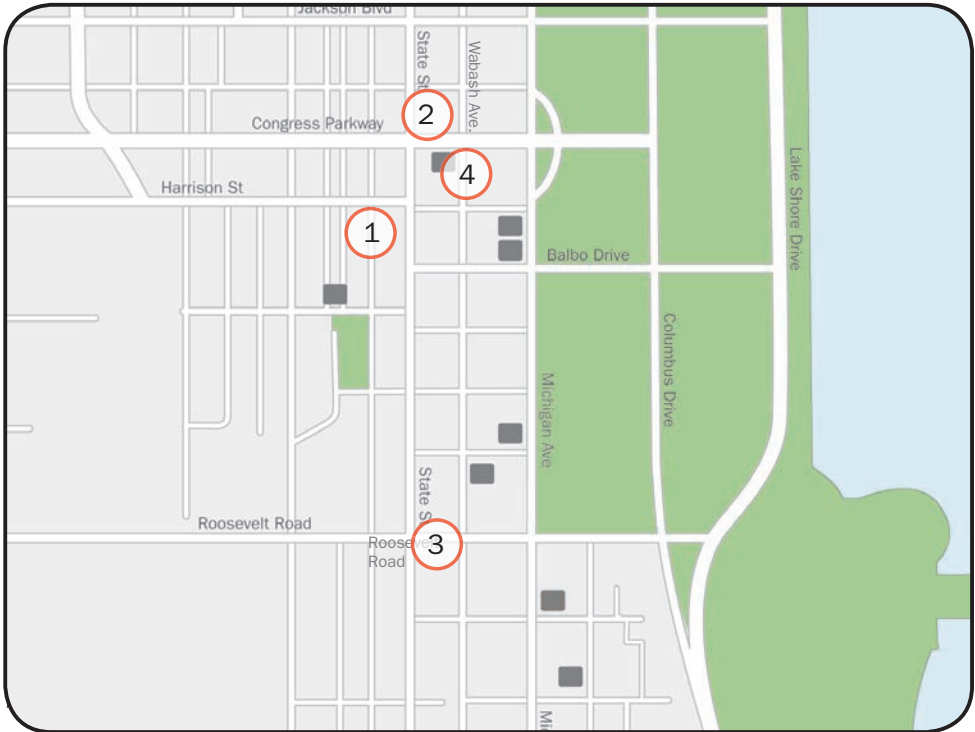 Jackson Blvd
State St
Wabash Ave.
2
Congress Parkway
4
Harrison St
Lake Shore Drive
1
Balbo Drive
Columbus Drive
Michigan Ave
State S
Roosevelt Road
Roosevelt
Road
3
Mic